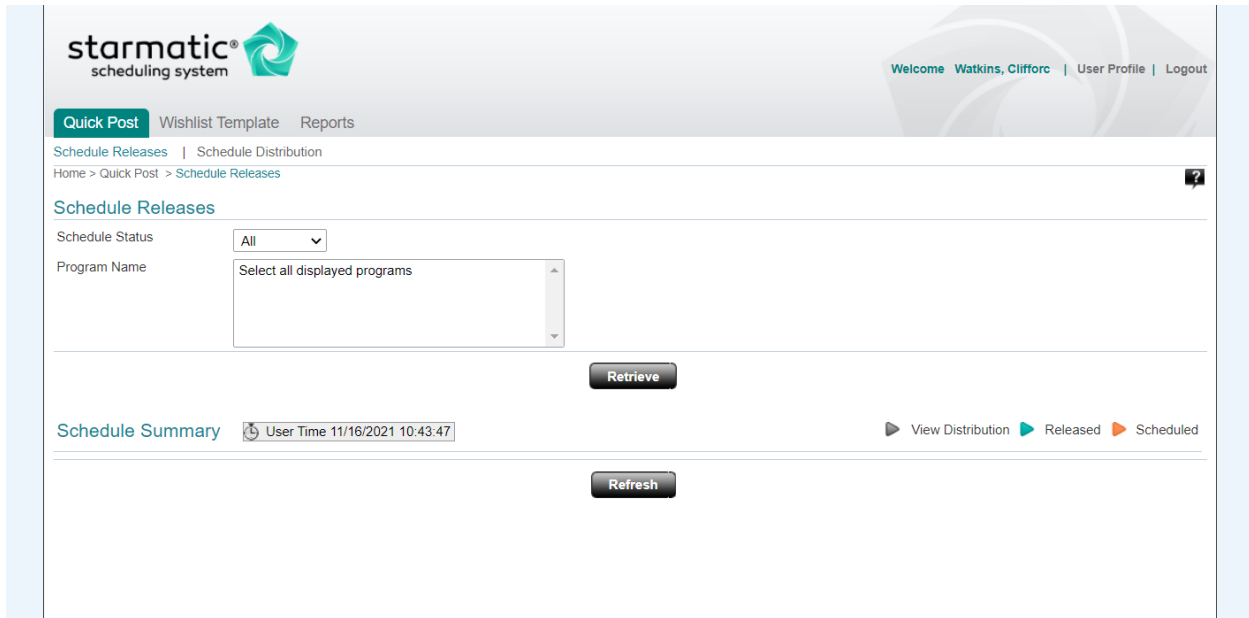 starmatic®
scheduling system
Welcome Watkins, Clifforc | User Profile | Logout
Quick Post Wishlist Template Reports
Schedule Releases | Schedule Distribution
Home > Quick Post > Schedule Releases
?
Schedule Releases
Schedule Status All
Program Name Select all displayed programs
Retrieve
Schedule Summary User Time 11/16/2021 10:43:47 View Distribution Released Scheduled
Refresh